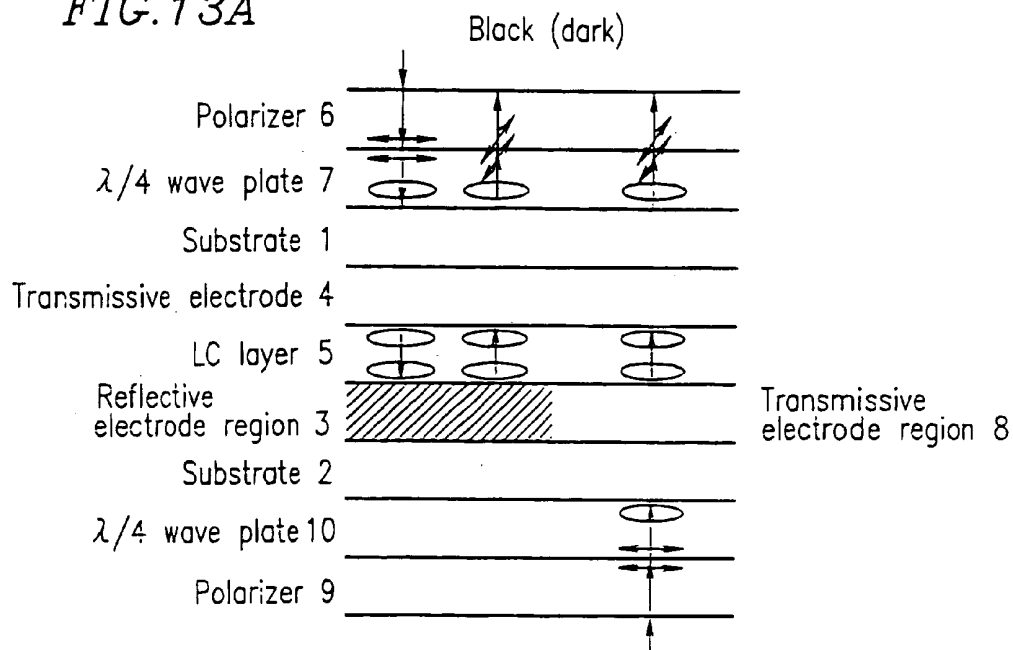 FIG.13A
Black (dark)
Polarizer 6
λ/4 wave plate 7
Substrate 1
Transmissive electrode 4
LC layer 5
Reflective
electrode region 3
Transmissive
electrode region 8
Substrate 2
λ/4 wave plate 10
Polarizer 9